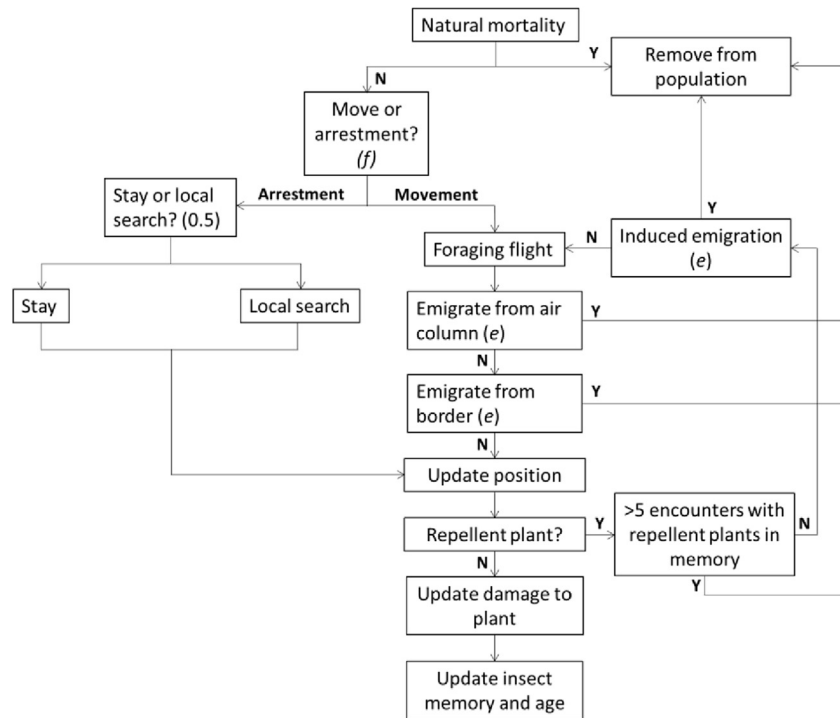 Natural mortality
Y
Remove from
population
N
Move or
arrestment?
(f)
Stay or local
search? (0.5)
Arrestment
Movement
Y
Foraging flight
N
Induced emigration
(e)
Stay
Local search
Emigrate from air
column (e)
Y
N
Emigrate from
border (e)
Y
N
Update position
Repellent plant?
Y
>5 encounters with
repellent plants in
memory
N
N
Y
Update damage to
plant
Update insect
memory and age